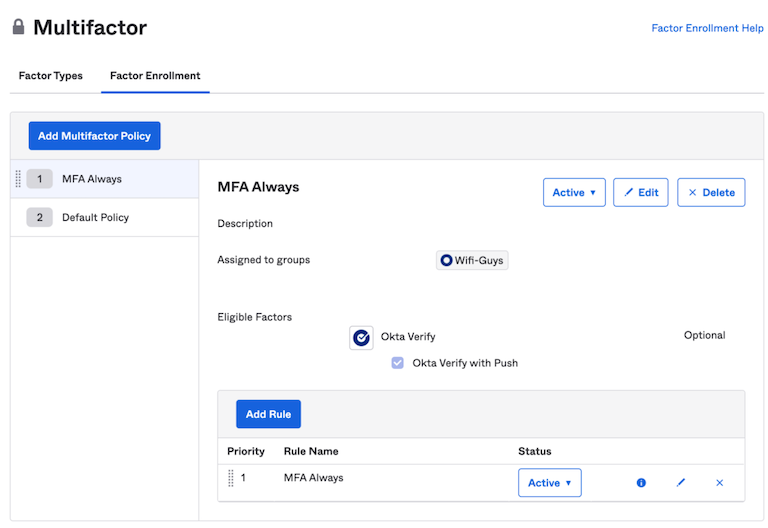 Multifactor
Factor Enrollment Help
Factor Types Factor Enrollment
Add Multifactor Policy
1 MFA Always
2 Default Policy
MFA Always
Active Edit Delete
Description
Assigned to groups Wifi-Guys
Eligible Factors
Okta Verify Optional
Okta Verify with Push
Add Rule
Priority Rule Name Status
1 MFA Always Active